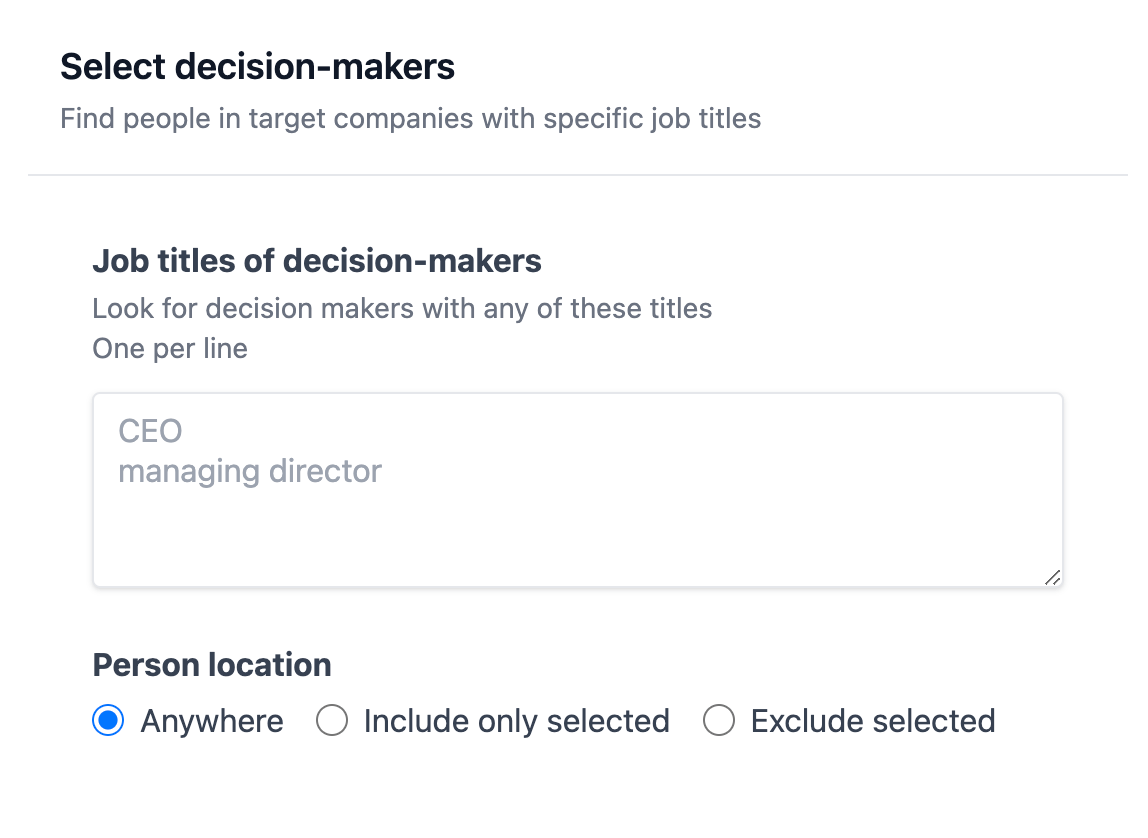 Select decision-makers
Find people in target companies with specific job titles
Job titles of decision-makers
Look for decision makers with any of these titles
One per line
CEO
managing director
Person location
Anywhere Include only selected Exclude selected